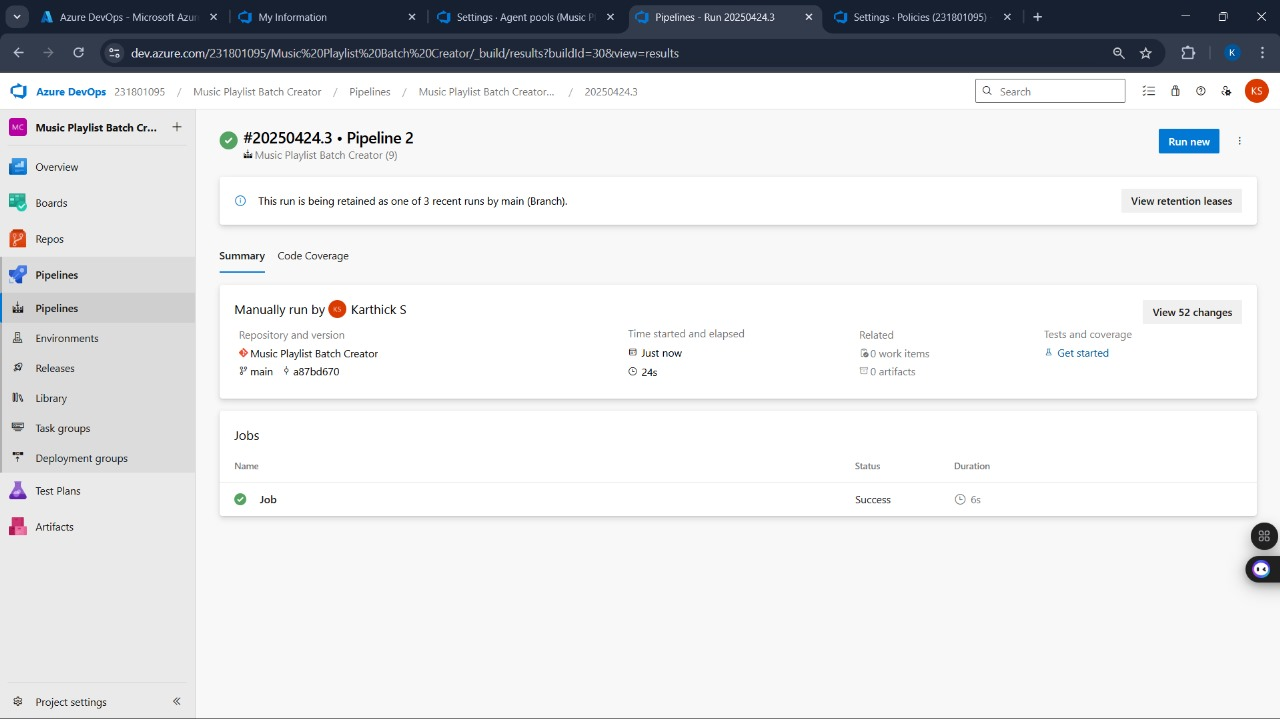 Azure DevOps - Microsoft Azur
My Information
Settings · Agent pools (Music Pl
Pipelines - Run 20250424.3
Settings · Policies (231801095)
dev.azure.com/231801095/Music%20Playlist%20Batch%20Creator/_build/results?buildId=30&view=results
K
Azure DevOps 231801095 / Music Playlist Batch Creator / Pipelines / Music Playlist Batch Creator... / 20250424.3
Search
KS
MC Music Playlist Batch Cr...
Overview
Boards
Repos
Pipelines
Pipelines
Environments
Releases
Library
Task groups
Deployment groups
Test Plans
Artifacts
Project settings
#20250424.3 • Pipeline 2
Music Playlist Batch Creator (9)
Run new
This run is being retained as one of 3 recent runs by main (Branch).
View retention leases
Summary
Code Coverage
Manually run by KS Karthick S
View 52 changes
Repository and version
Music Playlist Batch Creator
main a87bd670
Time started and elapsed
Just now
24s
Related
0 work items
0 artifacts
Tests and coverage
Get started
Jobs
Name Status Duration
Job Success 6s